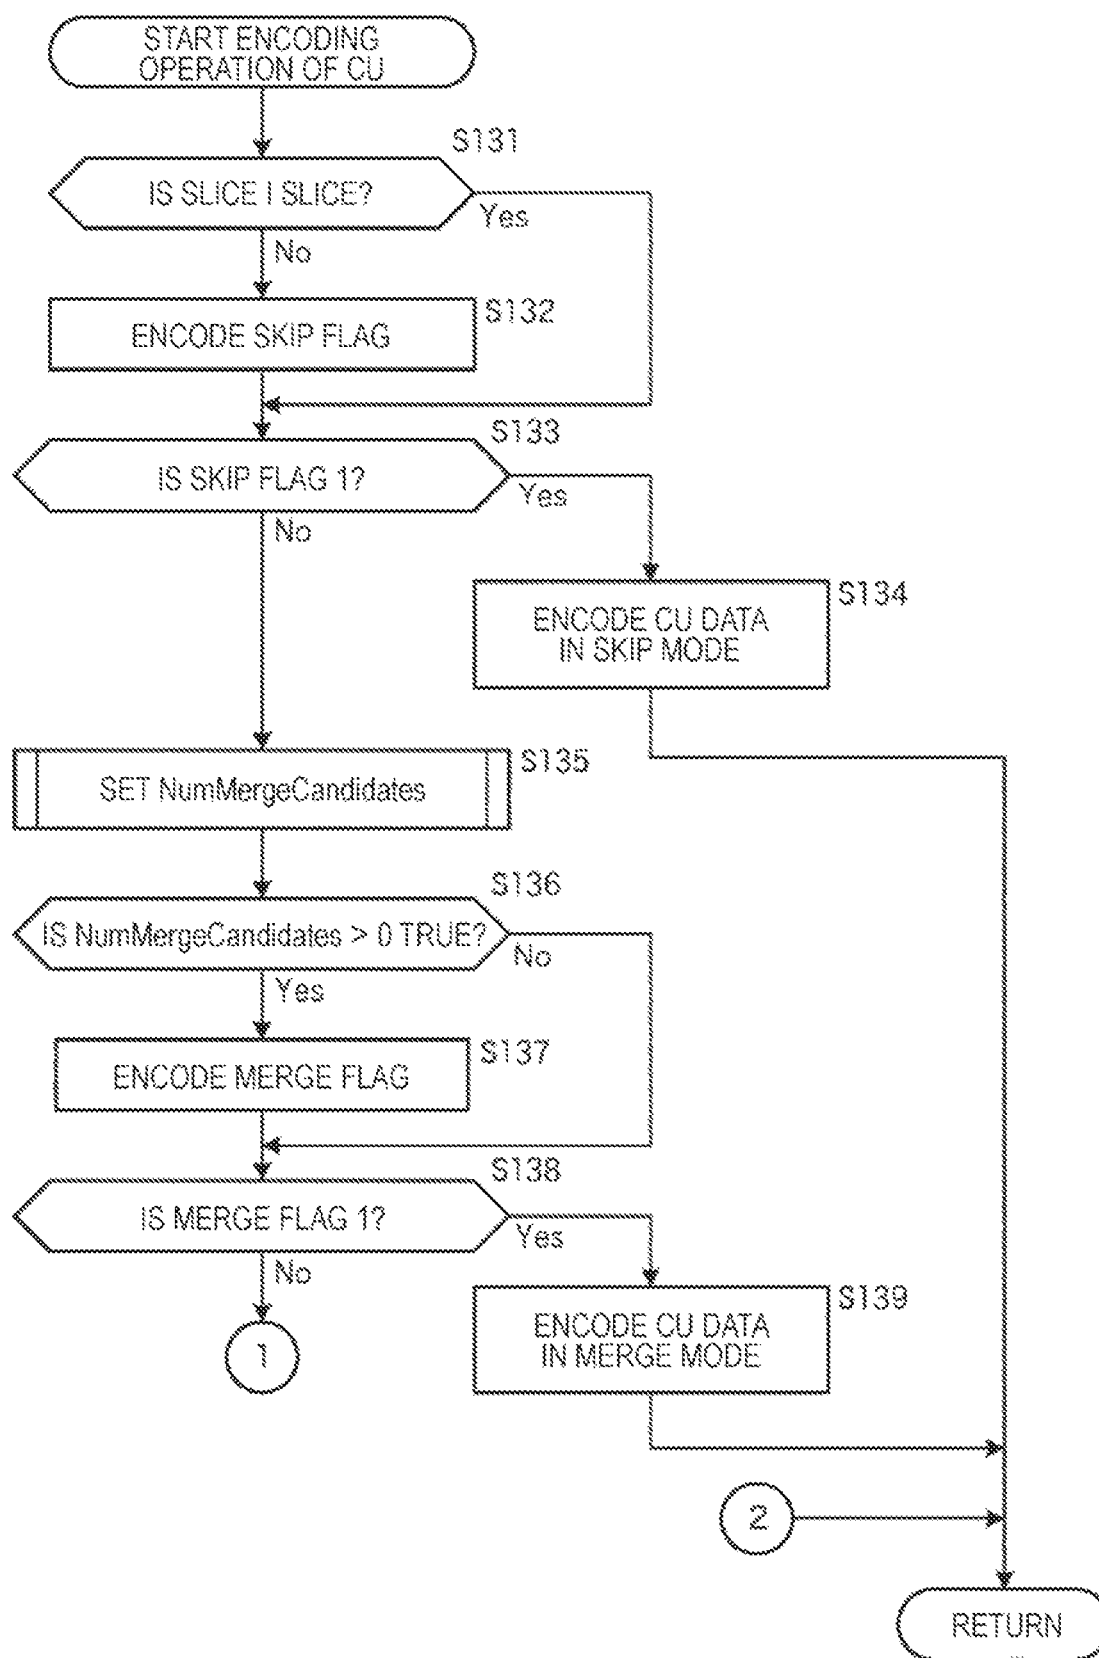 START ENCODING
OPERATION OF CU
S131
IS SLICE I SLICE?
Yes
No
S132
ENCODE SKIP FLAG
S133
IS SKIP FLAG 1?
Yes
No
S134
ENCODE CU DATA
IN SKIP MODE
S135
SET NumMergeCandidates
S136
IS NumMergeCandidates > 0 TRUE?
No
Yes
S137
ENCODE MERGE FLAG
S138
IS MERGE FLAG 1?
Yes
No
S139
ENCODE CU DATA
IN MERGE MODE
1
2
RETURN